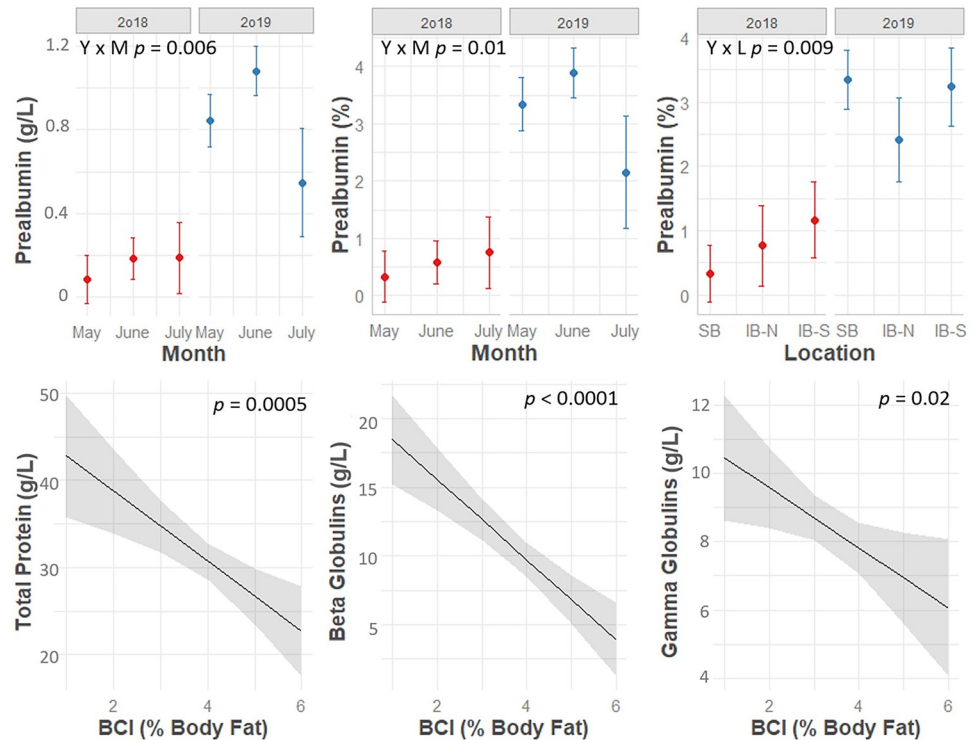 2018 2019
Y x M p = 0.006
Prealbumin (g/L)
1.2
0.8
0.4
0
May June July May June July
Month
2018 2019
Y x M p = 0.01
Prealbumin (%)
4
3
2
1
0
May June July May June July
Month
2018 2019
Y x L p = 0.009
Prealbumin (%)
4
3
2
1
0
SB IB-N IB-S SB IB-N IB-S
Location
p = 0.0005
Total Protein (g/L)
50
40
30
20
2 4 6
BCI (% Body Fat)
p < 0.0001
Beta Globulins (g/L)
20
15
10
5
2 4 6
BCI (% Body Fat)
p = 0.02
Gamma Globulins (g/L)
12
10
8
6
4
2 4 6
BCI (% Body Fat)